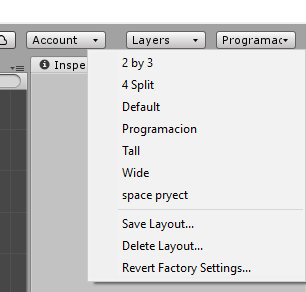 Account
Layers
Programac
Inspe
2 by 3
4 Split
Default
Programacion
Tall
Wide
space pryect
Save Layout...
Delete Layout...
Revert Factory Settings...